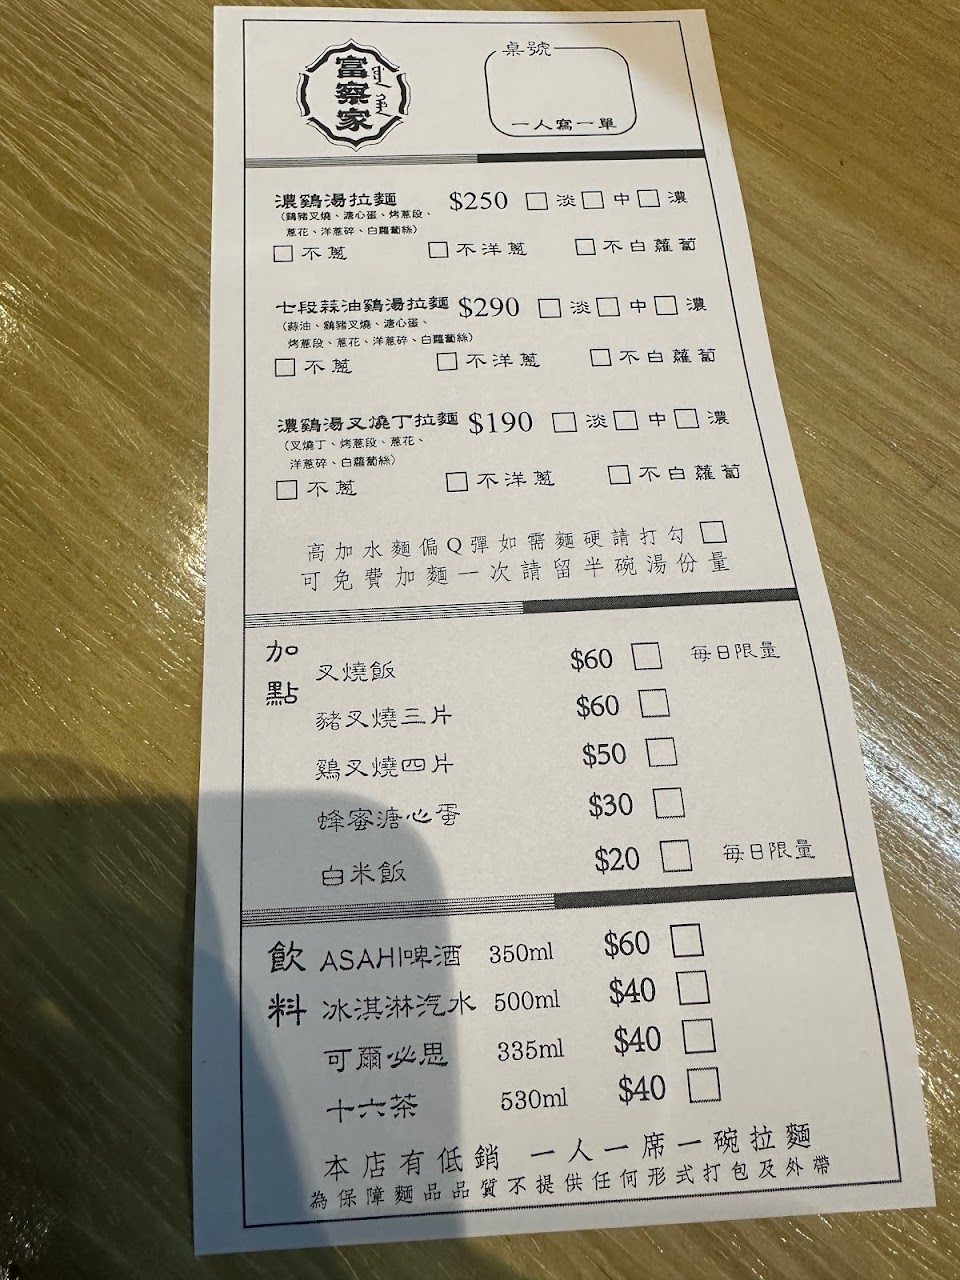 富察家
桌號
一人寫一單
濃鷄湯拉麵 $250 □淡□中□濃
(鷄豬叉燒、溏心蛋、烤蔥段、
蔥花、洋蔥碎、白蘿蔔絲)
□不蔥 □不洋蔥 □不白蘿蔔
七段蒜油鷄湯拉麵 $290 □淡□中□濃
(蒜油、鷄豬叉燒、溏心蛋、
烤蔥段、蔥花、洋蔥碎、白蘿蔔絲)
□不蔥 □不洋蔥 □不白蘿蔔
濃鷄湯叉燒丁拉麵 $190 □淡□中□濃
(叉燒丁、烤蔥段、蔥花、
洋蔥碎、白蘿蔔絲)
□不蔥 □不洋蔥 □不白蘿蔔
高加水麵偏Q彈如需麵硬請打勾□
可免費加麵一次請留半碗湯份量
加點
叉燒飯 $60 □ 每日限量
豬叉燒三片 $60 □
鷄叉燒四片 $50 □
蜂蜜溏心蛋 $30 □
白米飯 $20 □ 每日限量
飲料
ASAHI啤酒 350ml $60 □
冰淇淋汽水 500ml $40 □
可爾必思 335ml $40 □
十六茶 530ml $40 □
本店有低銷 一人一席一碗拉麵
為保障麵品品質不提供任何形式打包及外帶